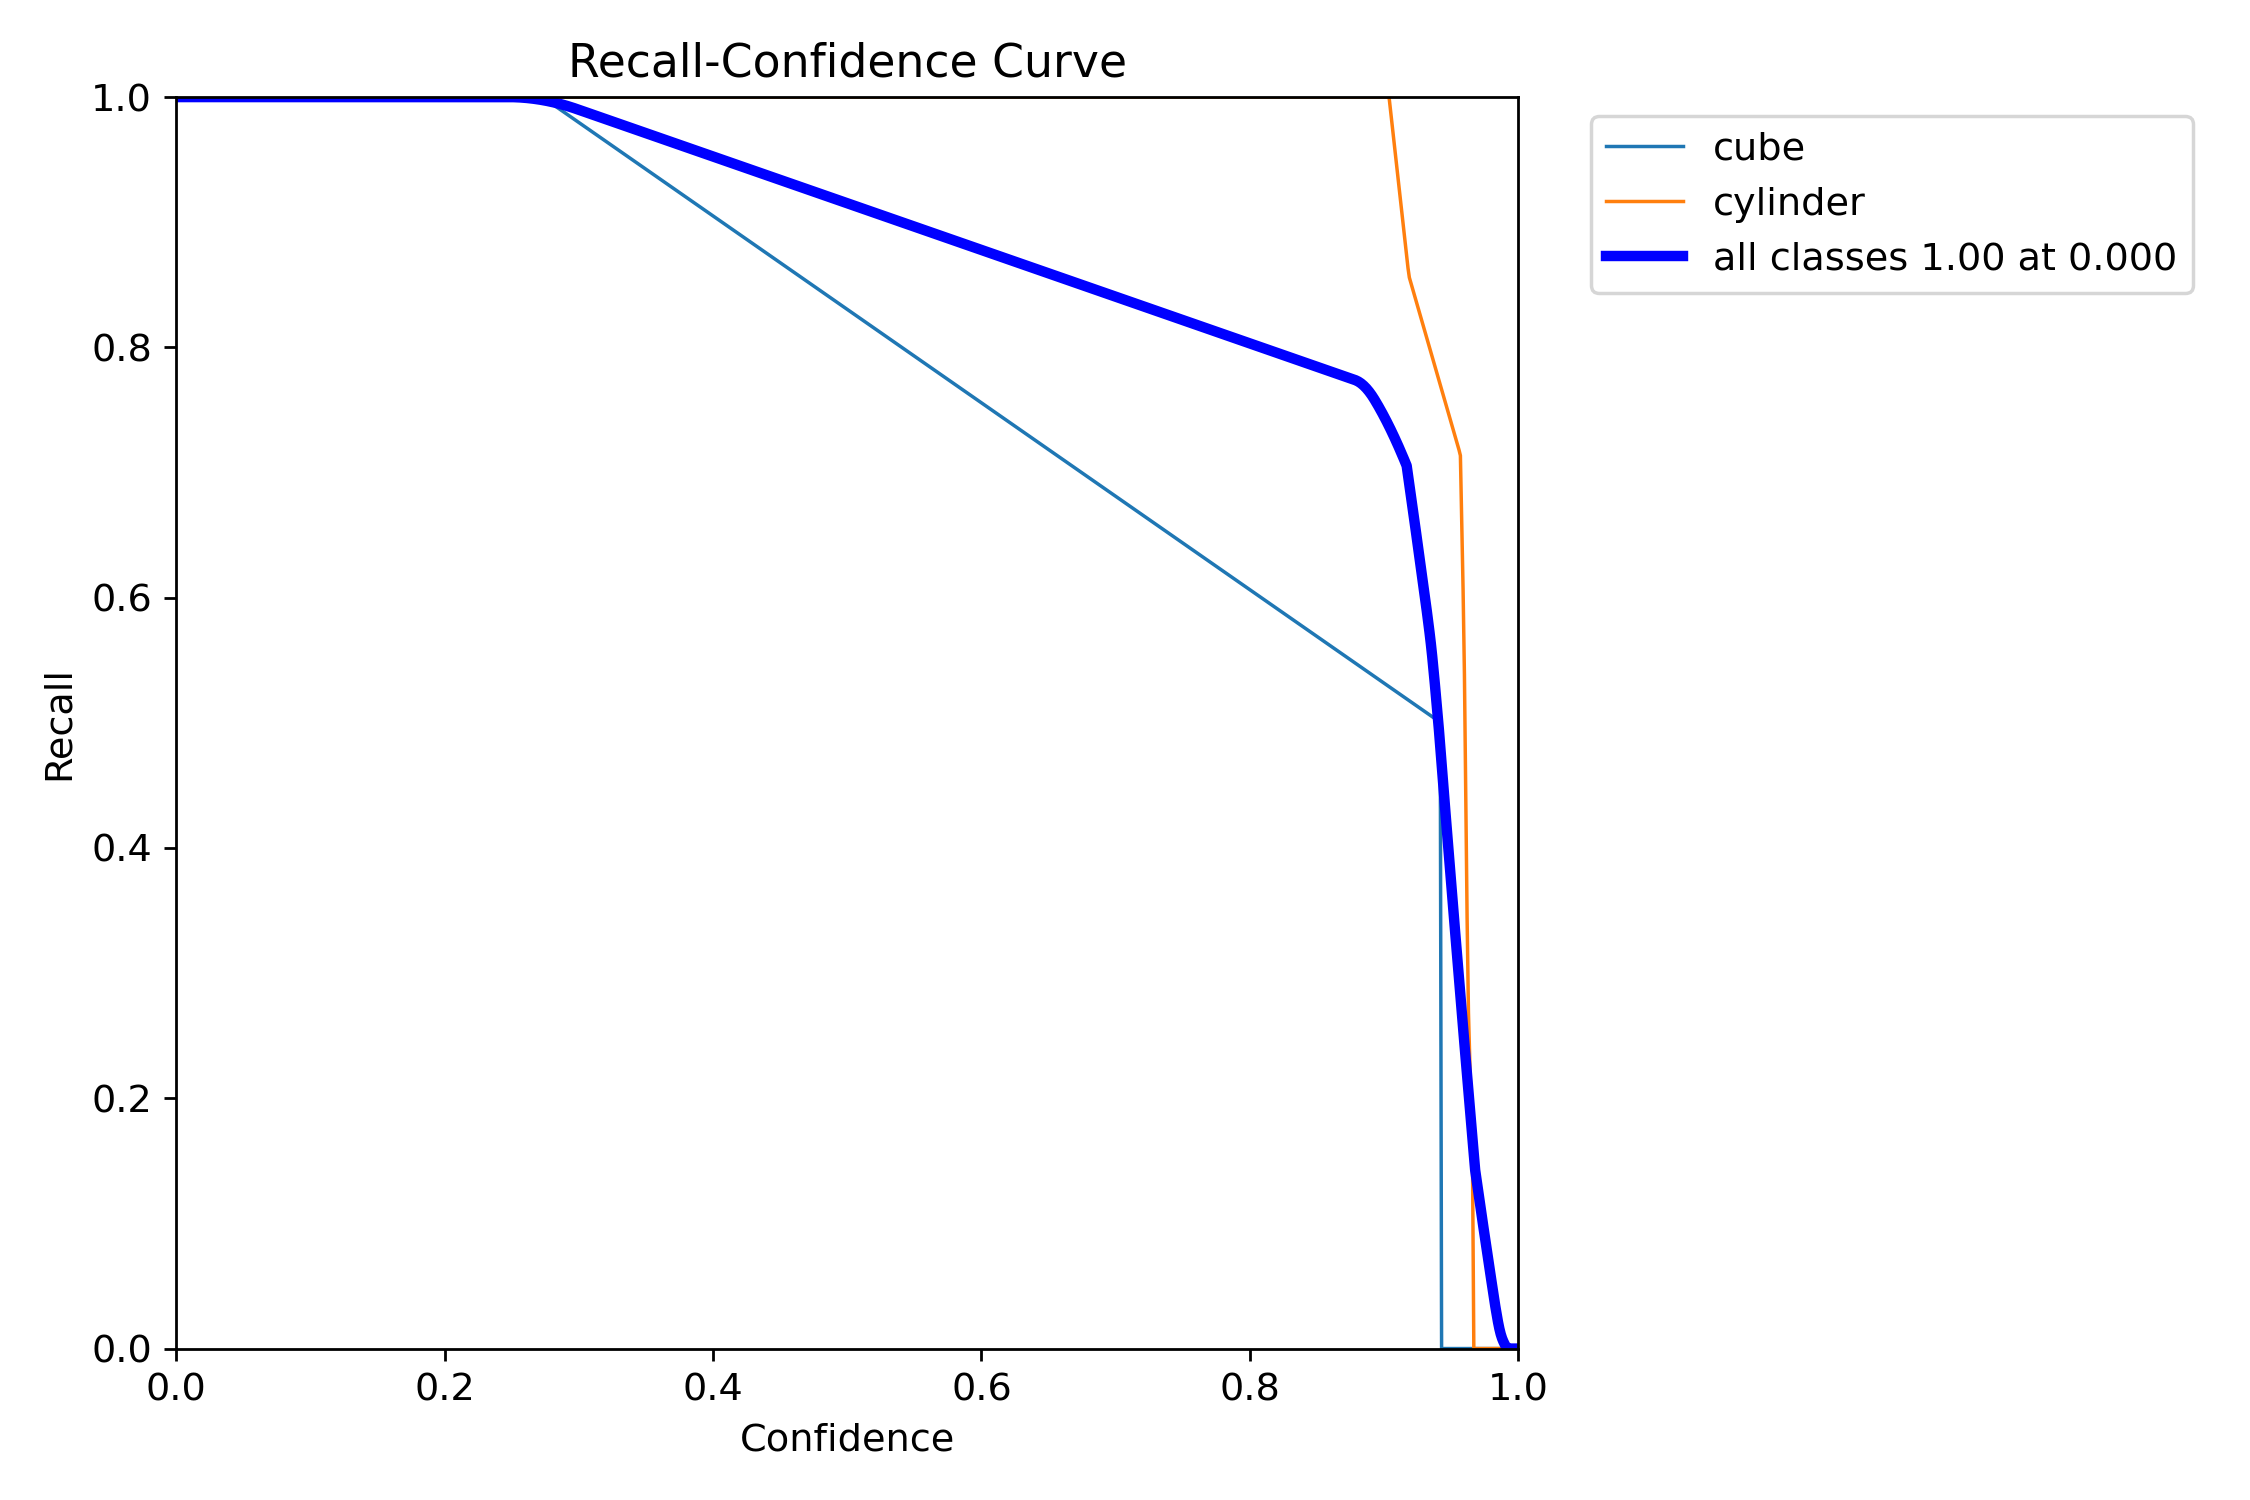 Recall-Confidence Curve
1.0
0.8
0.6
0.4
0.2
0.0
Recall
0.0 0.2 0.4 0.6 0.8 1.0
Confidence
cube
cylinder
all classes 1.00 at 0.000